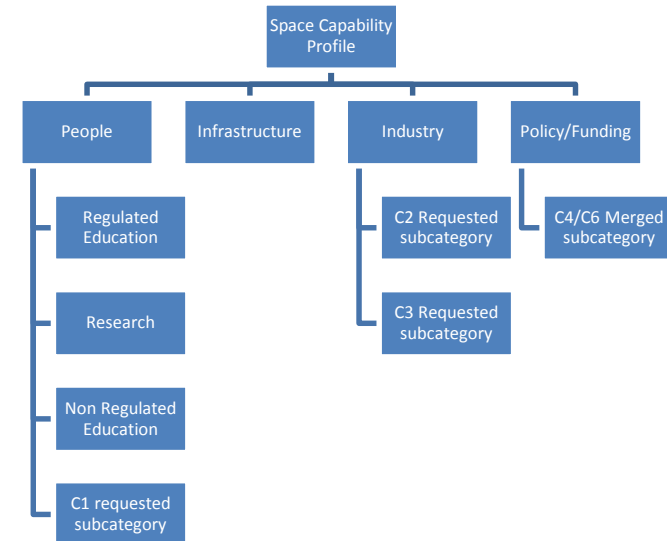 Space Capability
Profile
People
Infrastructure
Industry
Policy/Funding
Regulated
Education
C2 Requested
subcategory
C4/C6 Merged
subcategory
Research
C3 Requested
subcategory
Non Regulated
Education
C1 requested
subcategory